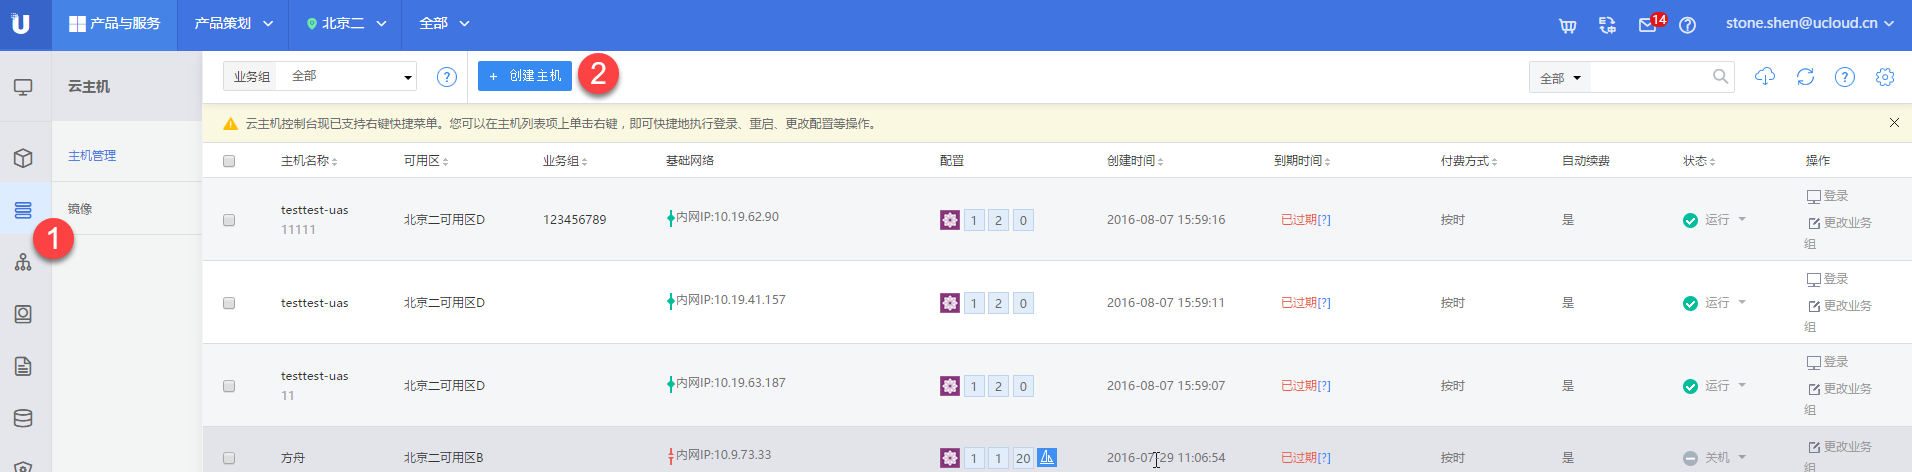 U 产品与服务 产品策划 北京二 全部 14 stone.shen@ucloud.cn
云主机 业务组 全部 ? + 创建主机 2 全部 ?
云主机控制台现已支持右键快捷菜单。您可以在主机列表项上单击右键，即可快捷地执行登录、重启、更改配置等操作。
主机管理
镜像
1
主机名称 可用区 业务组 基础网络 配置 创建时间 到期时间 付费方式 自动续费 状态 操作
testtest-uas
11111
北京二可用区D 123456789 内网IP:10.19.62.90 1 2 0 2016-08-07 15:59:16 已过期[?] 按时 是 运行
登录
更改业务
组
testtest-uas 北京二可用区D 内网IP:10.19.41.157 1 2 0 2016-08-07 15:59:11 已过期[?] 按时 是 运行
登录
更改业务
组
testtest-uas
11
北京二可用区D 内网IP:10.19.63.187 1 2 0 2016-08-07 15:59:07 已过期[?] 按时 是 运行
登录
更改业务
组
方舟 北京二可用区B 内网IP:10.9.73.33 1 1 20 2016-07-29 11:06:54 已过期[?] 按时 是 关机
更改业务
组